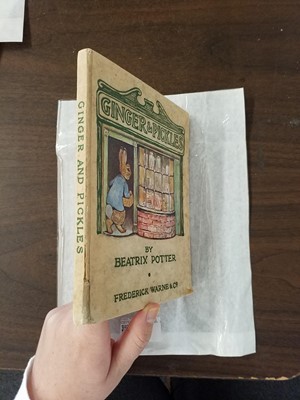 GINGER AND PICKLES
GINGER & PICKLES
BY
BEATRIX POTTER
FREDERICK WARNE & Co